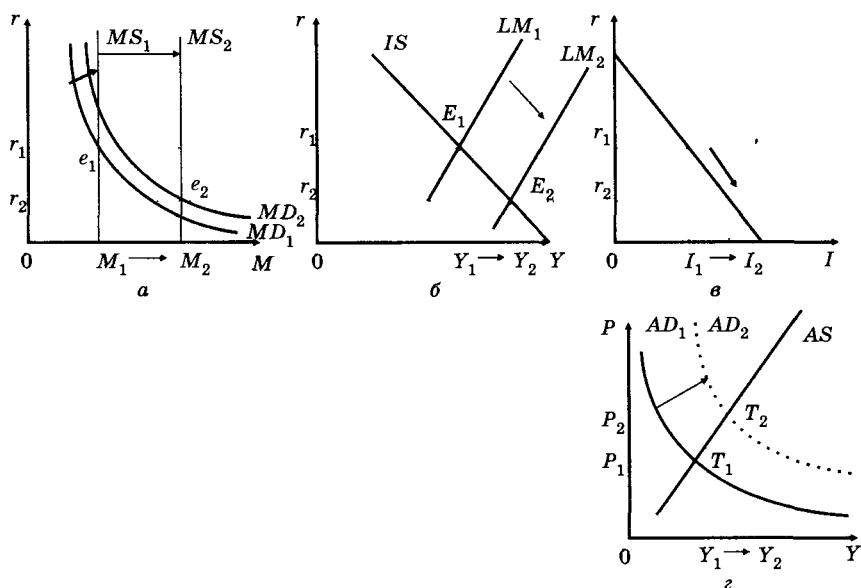 r MS₁ MS₂
r₁
r₂
e₁
e₂
MD₂
MD₁
0 M₁ → M₂ M
а
r LM₁
IS
LM₂
E₁
r₁
r₂
E₂
0 Y₁ → Y₂ Y
б
r
r₁
r₂
0 I₁ → I₂ I
в
P AD₁ AD₂
AS
P₂
T₂
P₁
T₁
0 Y₁ → Y₂ Y
г